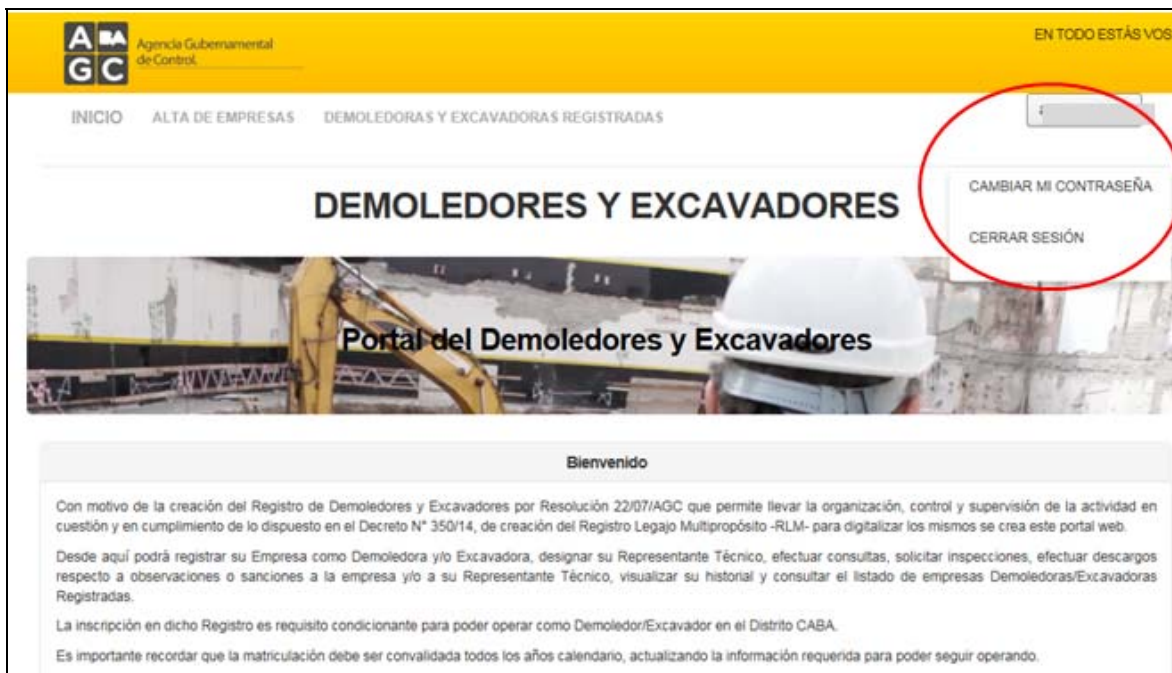 A BA
G C
Agencia Gubernamental
de Control.
EN TODO ESTÁS VOS
INICIO ALTA DE EMPRESAS DEMOLEDORAS Y EXCAVADORAS REGISTRADAS
CAMBIAR MI CONTRASEÑA
CERRAR SESIÓN
DEMOLEDORES Y EXCAVADORES
Portal del Demoledores y Excavadores
Bienvenido
Con motivo de la creación del Registro de Demoledores y Excavadores por Resolución 22/07/AGC que permite llevar la organización, control y supervisión de la actividad en
cuestión y en cumplimiento de lo dispuesto en el Decreto N° 350/14, de creación del Registro Legajo Multipropósito -RLM- para digitalizar los mismos se crea este portal web.
Desde aquí podrá registrar su Empresa como Demoledora y/o Excavadora, designar su Representante Técnico, efectuar consultas, solicitar inspecciones, efectuar descargos
respecto a observaciones o sanciones a la empresa y/o a su Representante Técnico, visualizar su historial y consultar el listado de empresas Demoledoras/Excavadoras
Registradas.
La inscripción en dicho Registro es requisito condicionante para poder operar como Demoledor/Excavador en el Distrito CABA.
Es importante recordar que la matriculación debe ser convalidada todos los años calendario, actualizando la información requerida para poder seguir operando.